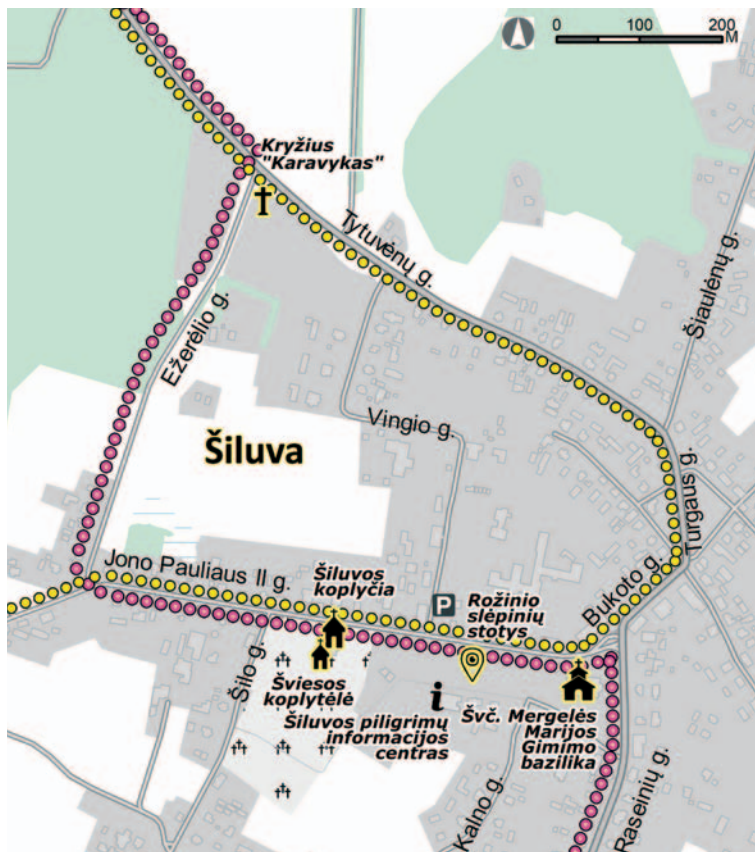 0 100 200
M
Kryžius
"Karavykas"
Tytuvėnų g.
Šiaulėnų g.
Ežerėlio g.
Vingio g.
Šiluva
Turgaus g.
Jono Pauliaus II g.
Šiluvos
koplyčia
P
Rožinio
slėpinių
stotys
Bukoto g.
Šilo g.
Šviesos
koplytėlė
i
Šiluvos piligrimų
informacijos
centras
Švč. Mergelės
Marijos
Gimimo
bazilika
Kalno g.
Raseinių g.